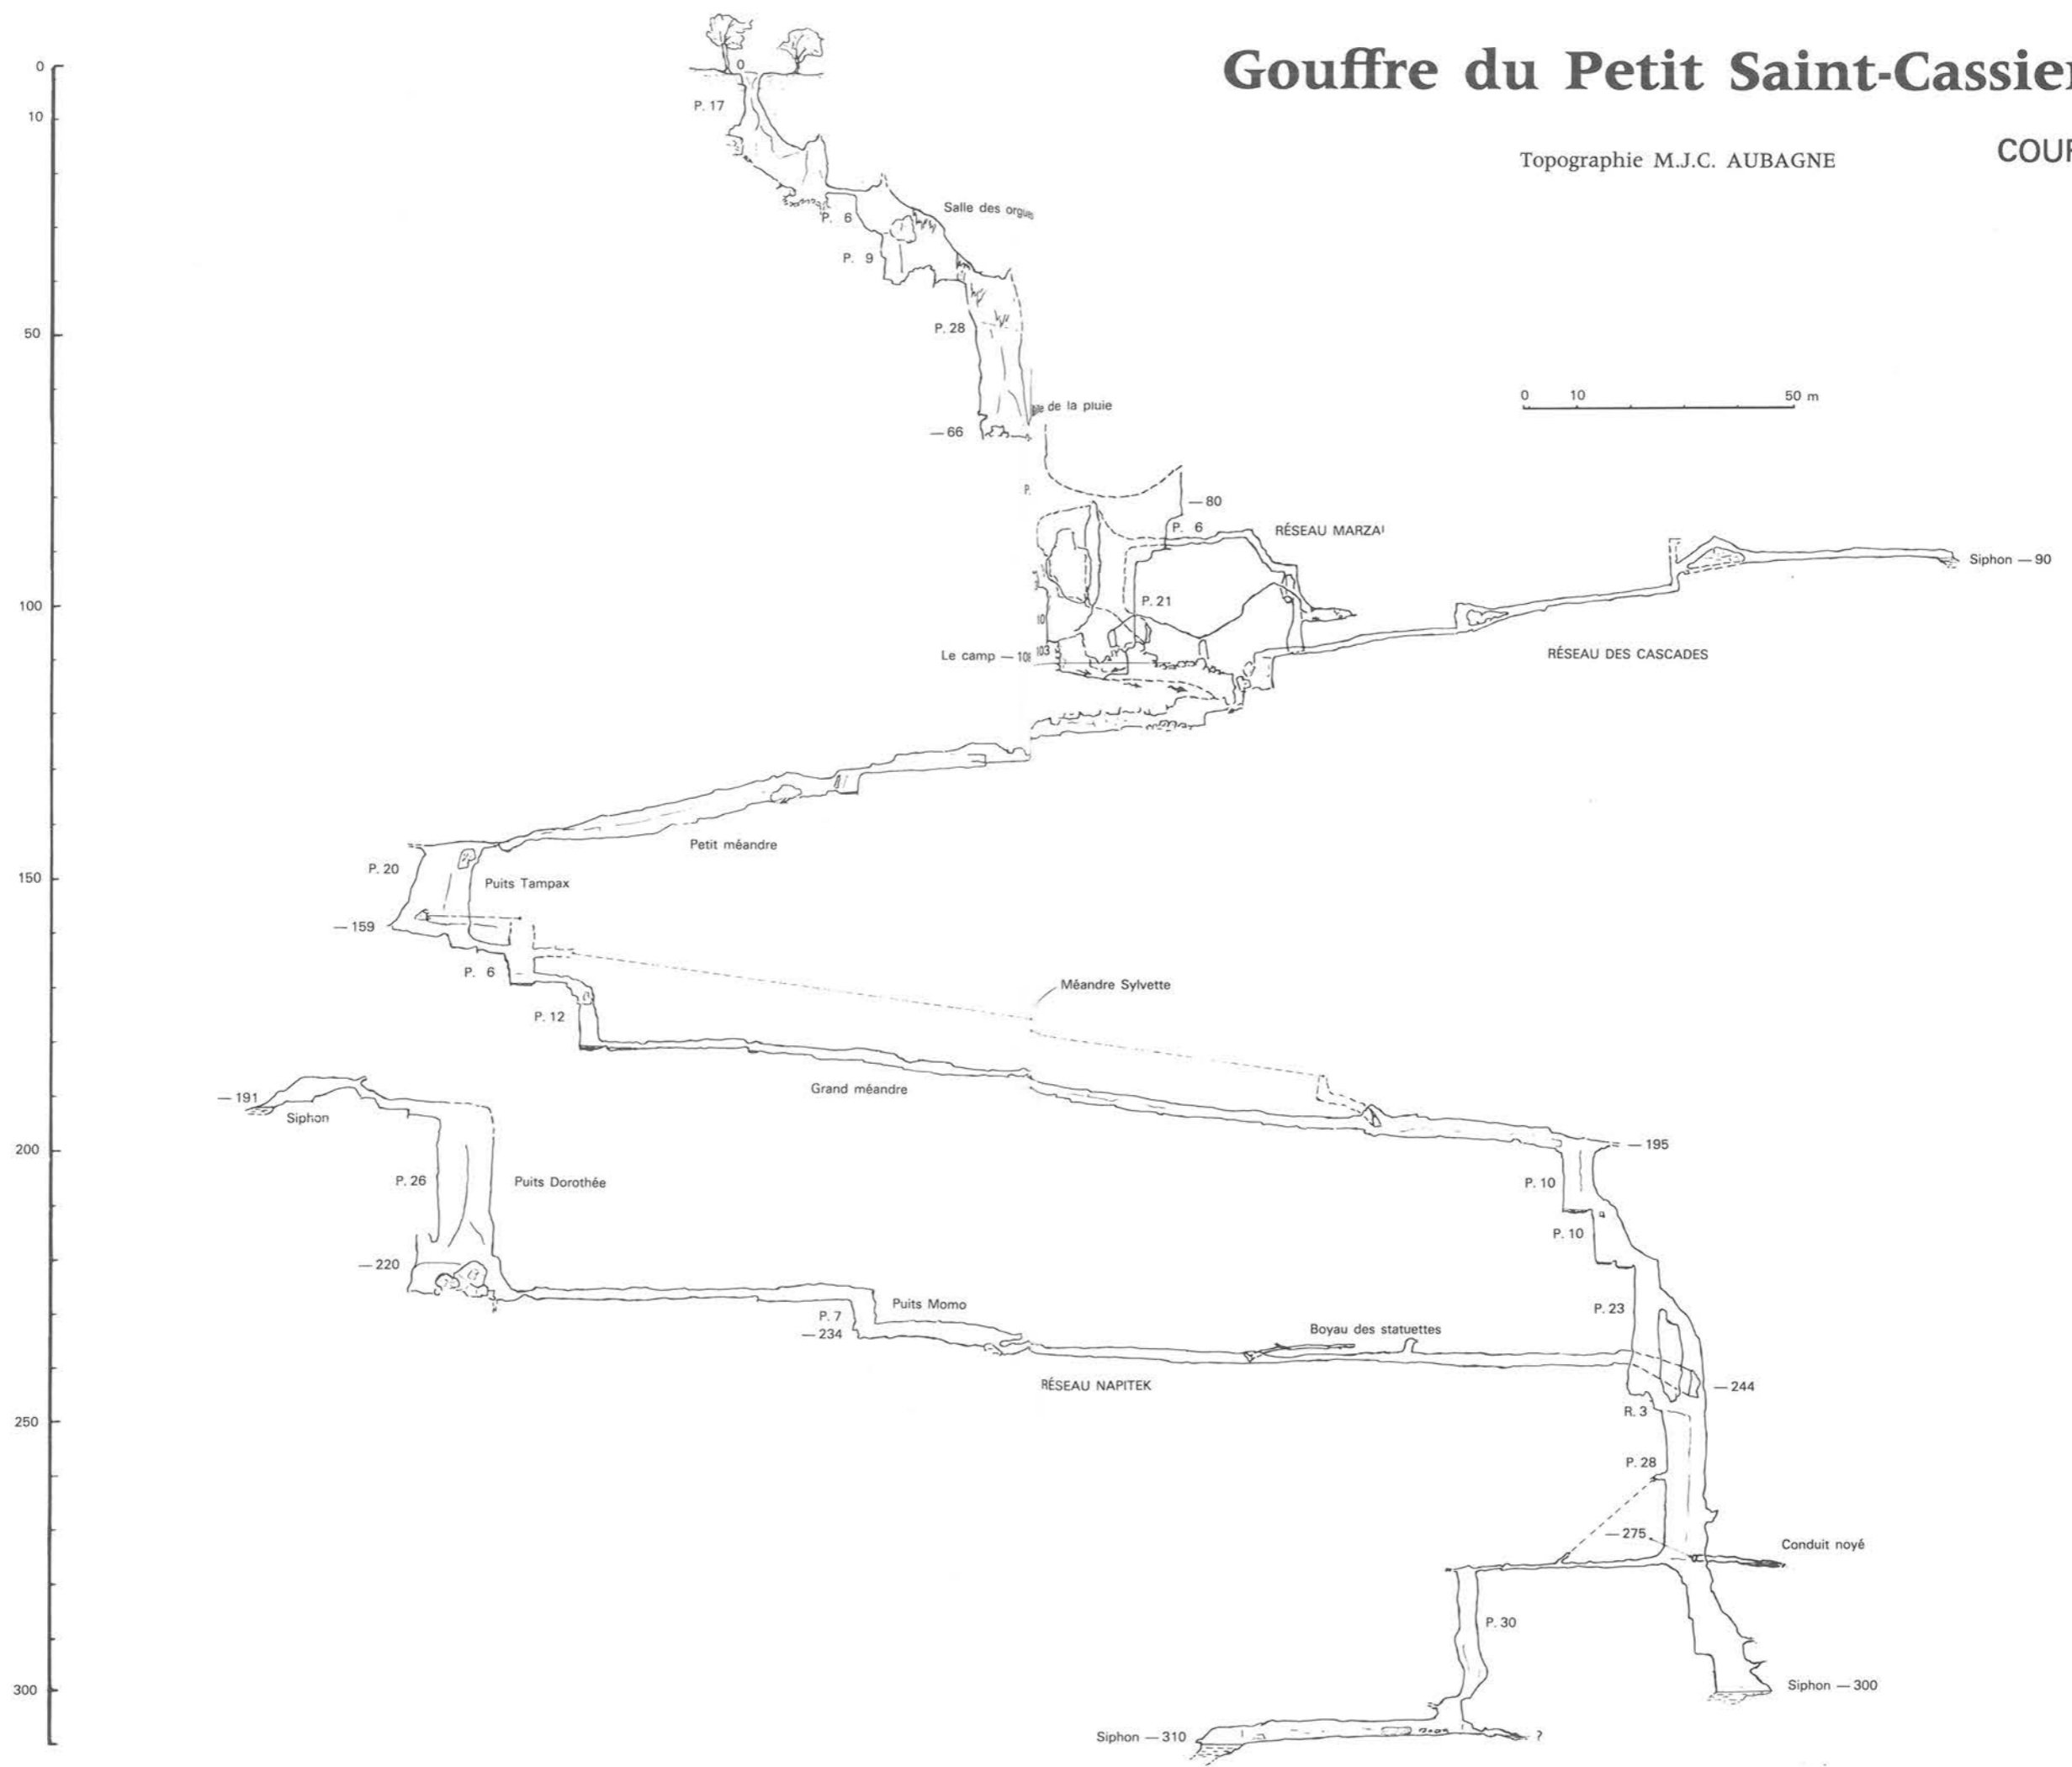 Gouffre du Petit Saint-Cassie
Topographie M.J.C. AUBAGNE
COU
0
10
50
100
150
200
250
300
0
P. 17
Salle des orgues
P. 6
P. 9
P. 28
0 10 50 m
de la pluie
— 66
P.
— 80
P. 6
RÉSEAU MARZA
Siphon — 90
P. 21
10
103
Le camp — 108
RÉSEAU DES CASCADES
Petit méandre
P. 20
Puits Tampax
— 159
P. 6
Méandre Sylvette
P. 12
Grand méandre
— 191
Siphon
— 195
P. 26
Puits Dorothée
P. 10
P. 10
— 220
Puits Momo
P. 23
P. 7
— 234
Boyau des statuettes
RÉSEAU NAPITEK
— 244
R. 3
P. 28
— 275
Conduit noyé
P. 30
Siphon — 300
Siphon — 310
?